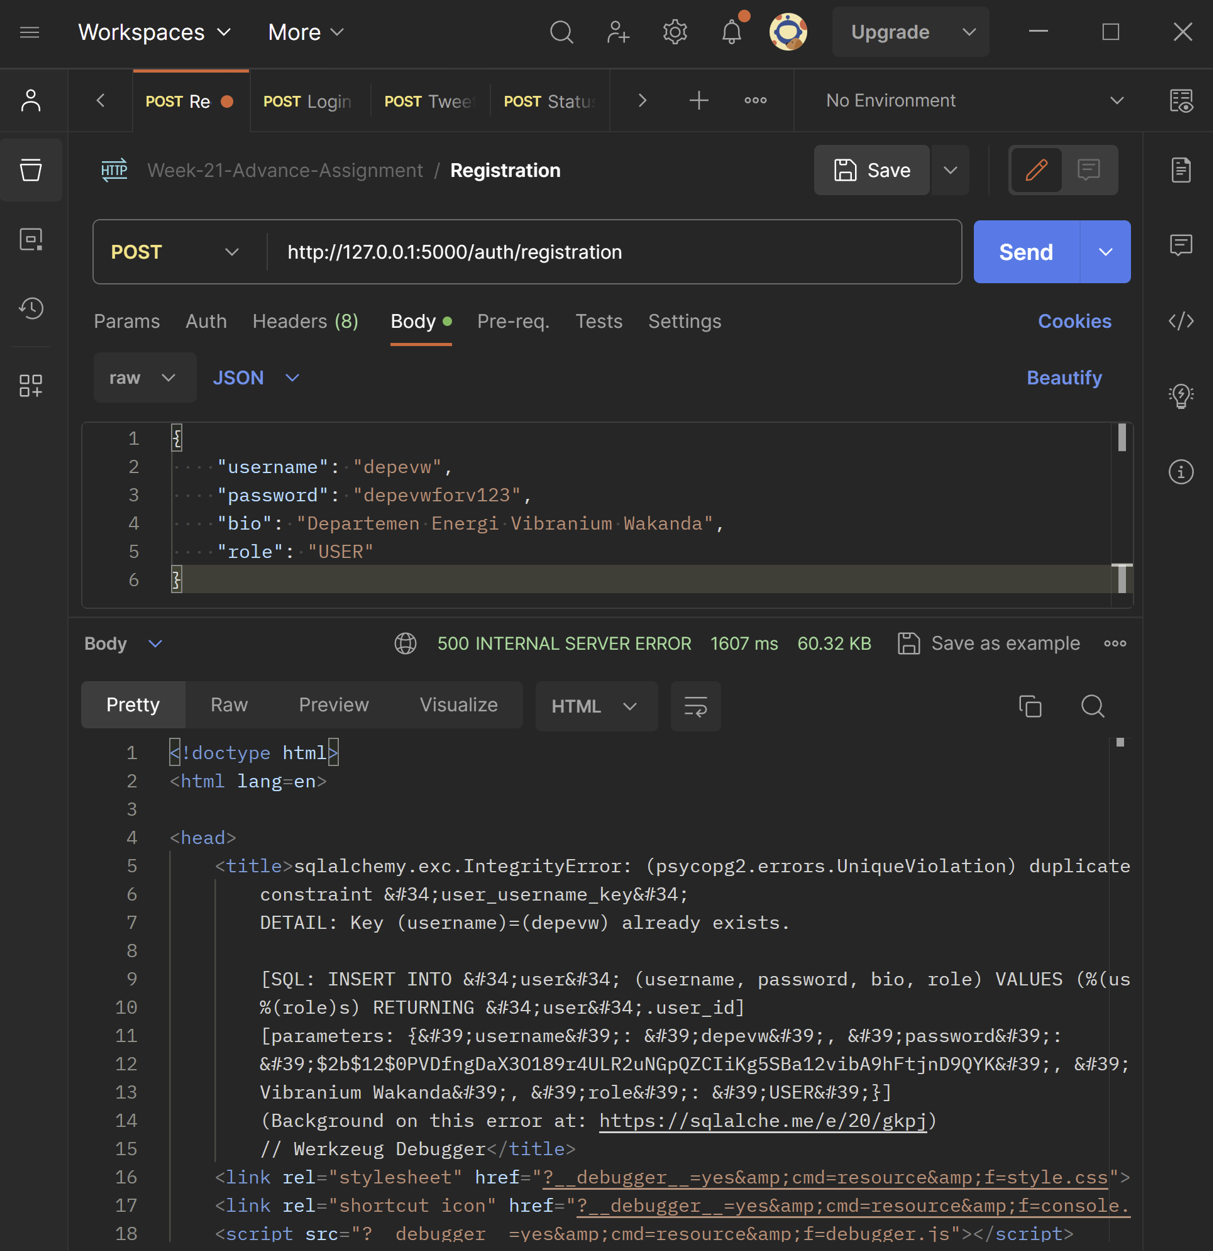 Workspaces More Upgrade
POST Re POST Login POST Twee POST Statu No Environment
HTTP Week-21-Advance-Assignment / Registration Save
POST http://127.0.0.1:5000/auth/registration Send
Params Auth Headers (8) Body Pre-req. Tests Settings Cookies
raw JSON Beautify
1 {
2 "username": "depevw",
3 "password": "depevwforv123",
4 "bio": "Departemen Energi Vibranium Wakanda",
5 "role": "USER"
6 }
Body 500 INTERNAL SERVER ERROR 1607 ms 60.32 KB Save as example
Pretty Raw Preview Visualize HTML
1 <!doctype html>
2 <html lang=en>
3
4 <head>
5 <title>sqlalchemy.exc.IntegrityError: (psycopg2.errors.UniqueViolation) duplicate
6 constraint &#34;user_username_key&#34;
7 DETAIL: Key (username)=(depevw) already exists.
8
9 [SQL: INSERT INTO &#34;user&#34; (username, password, bio, role) VALUES (%(us
10 %(role)s) RETURNING &#34;user&#34;.user_id]
11 [parameters: {&#39;username&#39;: &#39;depevw&#39;, &#39;password&#39;:
12 &#39;$2b$12$0PVDfngDaX3O189r4ULR2uNGpQZCIiKg5SBa12vibA9hFtjnD9QYK&#39;, &#39;
13 Vibranium Wakanda&#39;, &#39;role&#39;: &#39;USER&#39;}]
14 (Background on this error at: https://sqlalche.me/e/20/gkpj)
15 // Werkzeug Debugger</title>
16 <link rel="stylesheet" href="?__debugger__=yes&amp;cmd=resource&amp;f=style.css">
17 <link rel="shortcut icon" href="?__debugger__=yes&amp;cmd=resource&amp;f=console.
18 <script src="?__debugger__=yes&amp;cmd=resource&amp;f=debugger.js"></script>